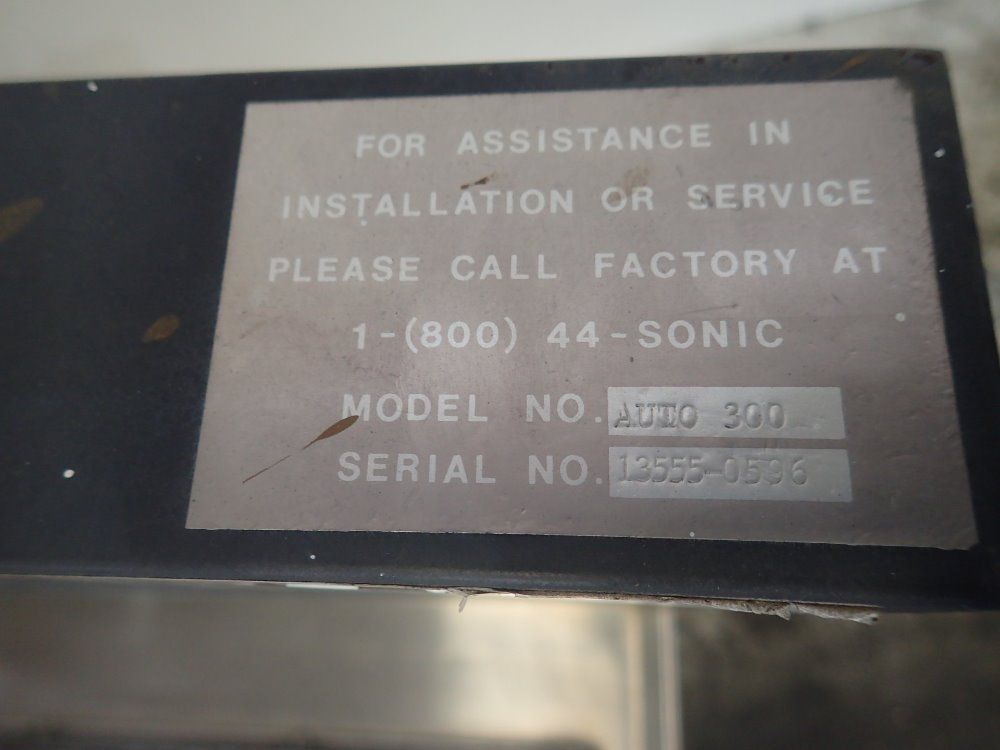 FOR ASSISTANCE IN
INSTALLATION OR SERVICE
PLEASE CALL FACTORY AT
1-(800) 44-SONIC
MODEL NO. AUTO 300
SERIAL NO. 13555-0596